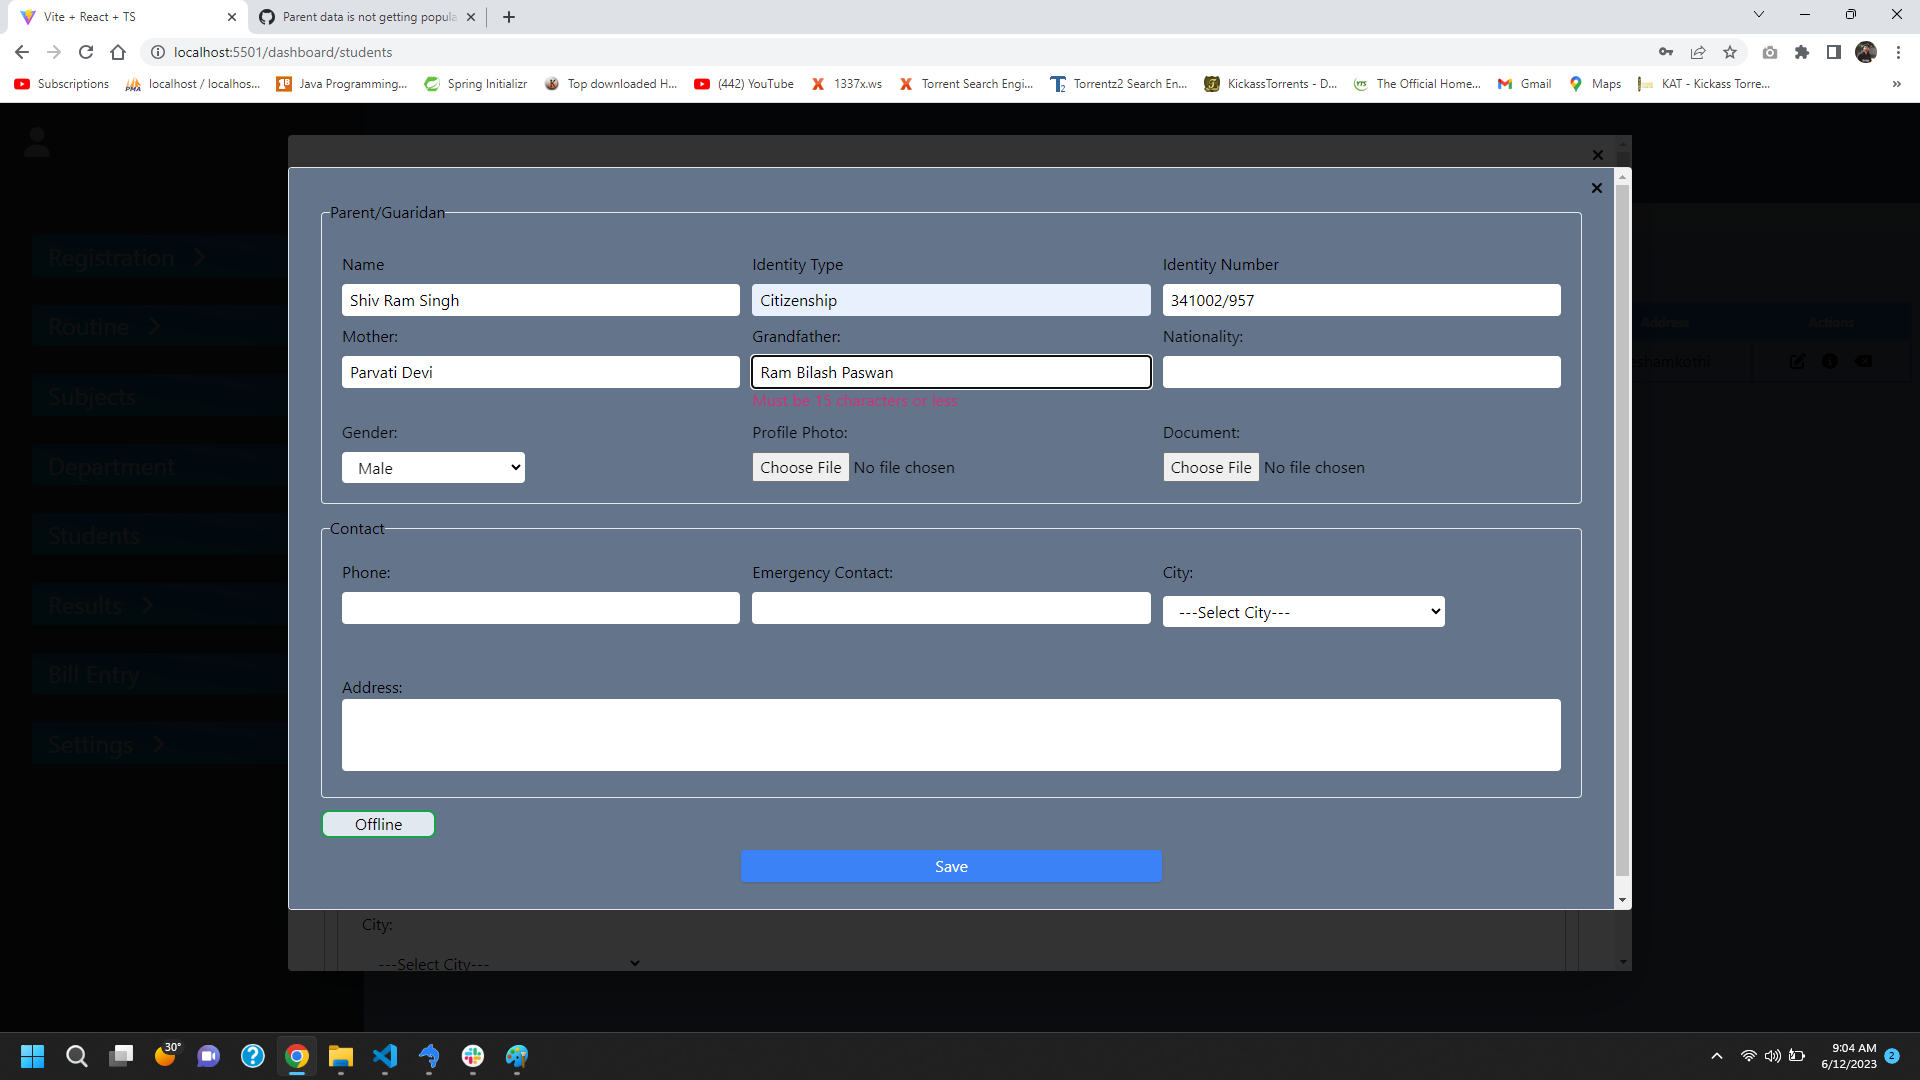 Vite + React + TS
Parent data is not getting popula
localhost:5501/dashboard/students
Subscriptions
PMA
localhost / localhos...
Java Programming...
Spring Initializr
Top downloaded H...
(442) YouTube
1337x.ws
Torrent Search Engi...
Torrentz2 Search En...
KickassTorrents - D...
The Official Home...
Gmail
Maps
KAT - Kickass Torre...
»
Registration
Routine
Subjects
Department
Students
Results
Bill Entry
Settings
Address
Actions
eshamkothi
Parent/Guaridan
Name
Identity Type
Identity Number
Shiv Ram Singh
Citizenship
341002/957
Mother:
Grandfather:
Nationality:
Parvati Devi
Ram Bilash Paswan
Must be 15 characters or less
Gender:
Profile Photo:
Document:
Male
Choose File No file chosen
Choose File No file chosen
Contact
Phone:
Emergency Contact:
City:
---Select City---
Address:
Offline
Save
City:
---Select City---
30°
9:04 AM
6/12/2023
2